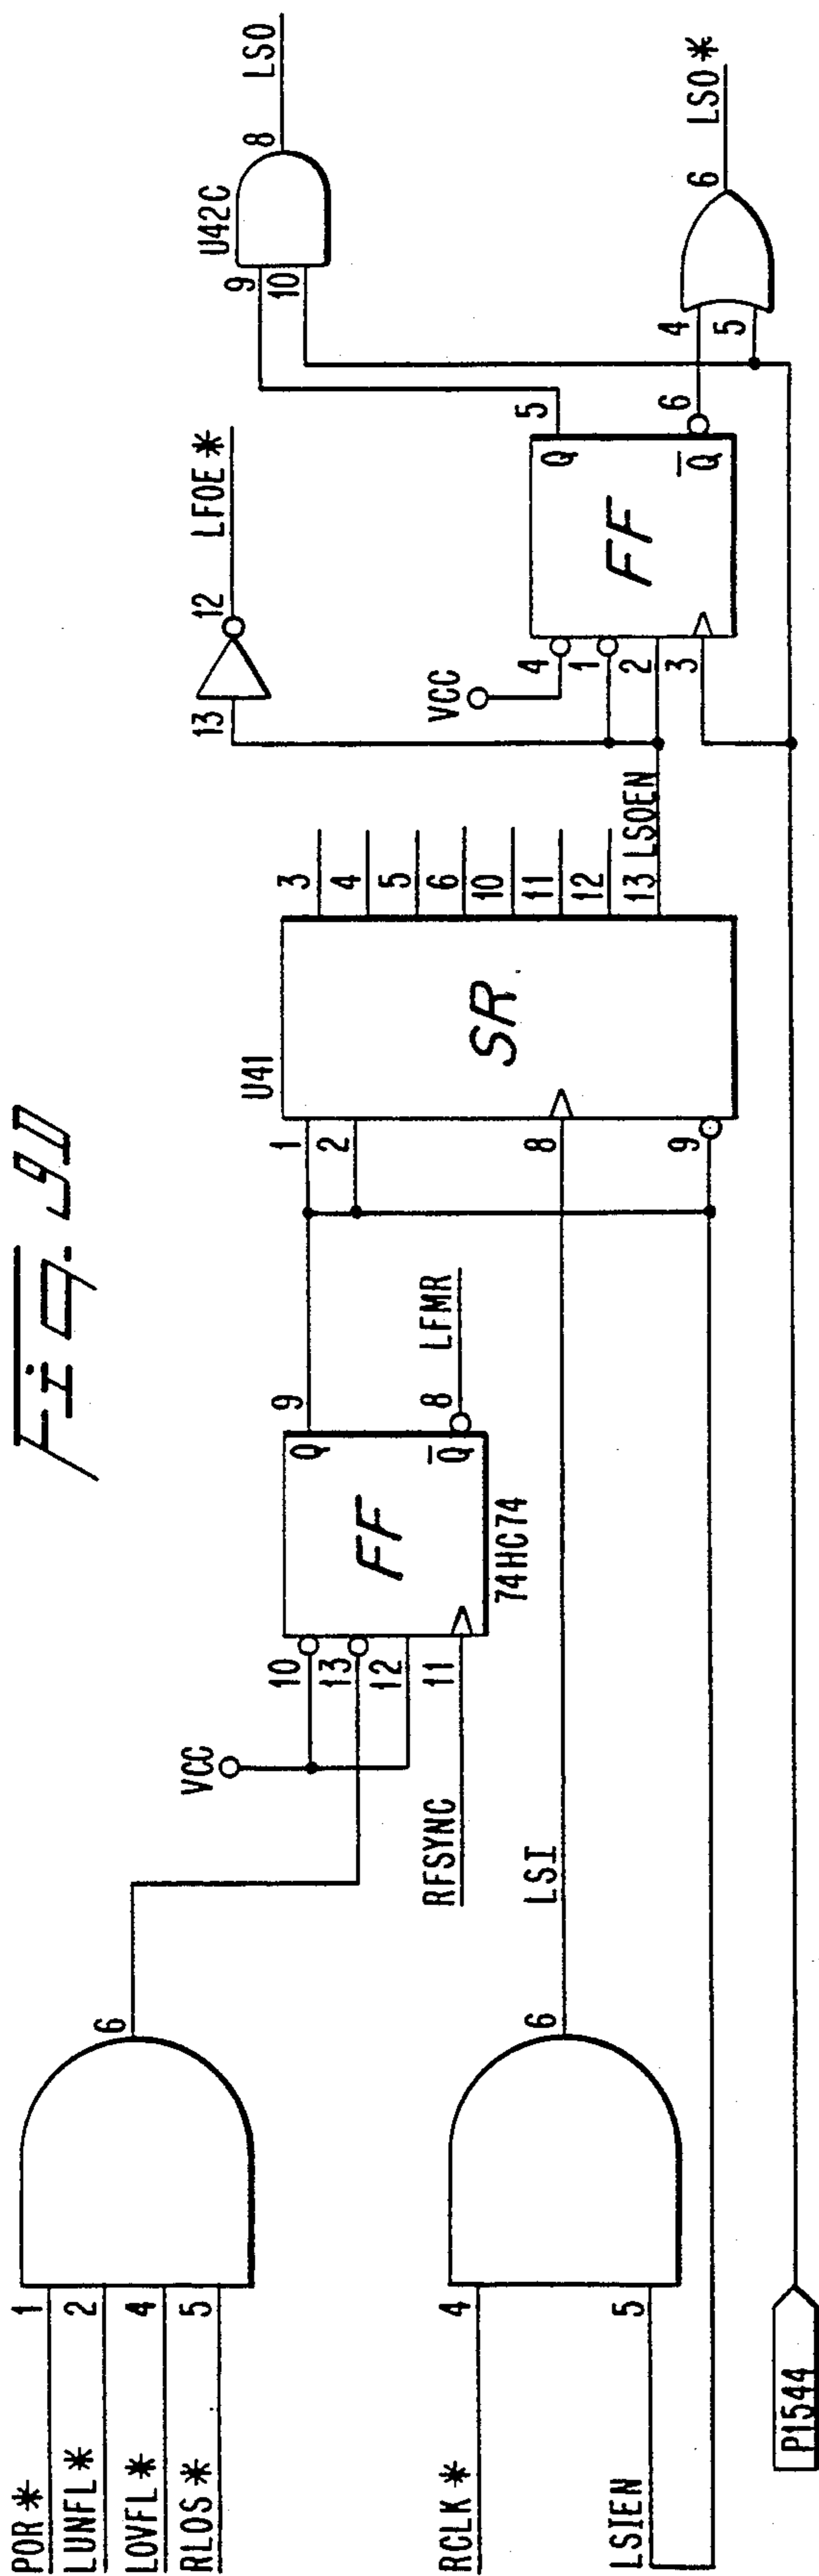 Fig. 9D
POR* 1
LUNFL* 2
LOVFL* 4
RLOS* 5
6
RCLK* 4
LSIEN 5
6
LSI
P1544
VCC
10
13
12
RFSYNC 11
FF
Q 9
Q̅ 8 LFMR
74HC74
U41
1
2
8
9
SR
3
4
5
6
10
11
12
13 LSOEN
13 12 LFOE*
VCC
4
1
2
3
FF
Q 5
Q̅ 6
U42C
9
10
8 LSO
4
5
6 LSO*